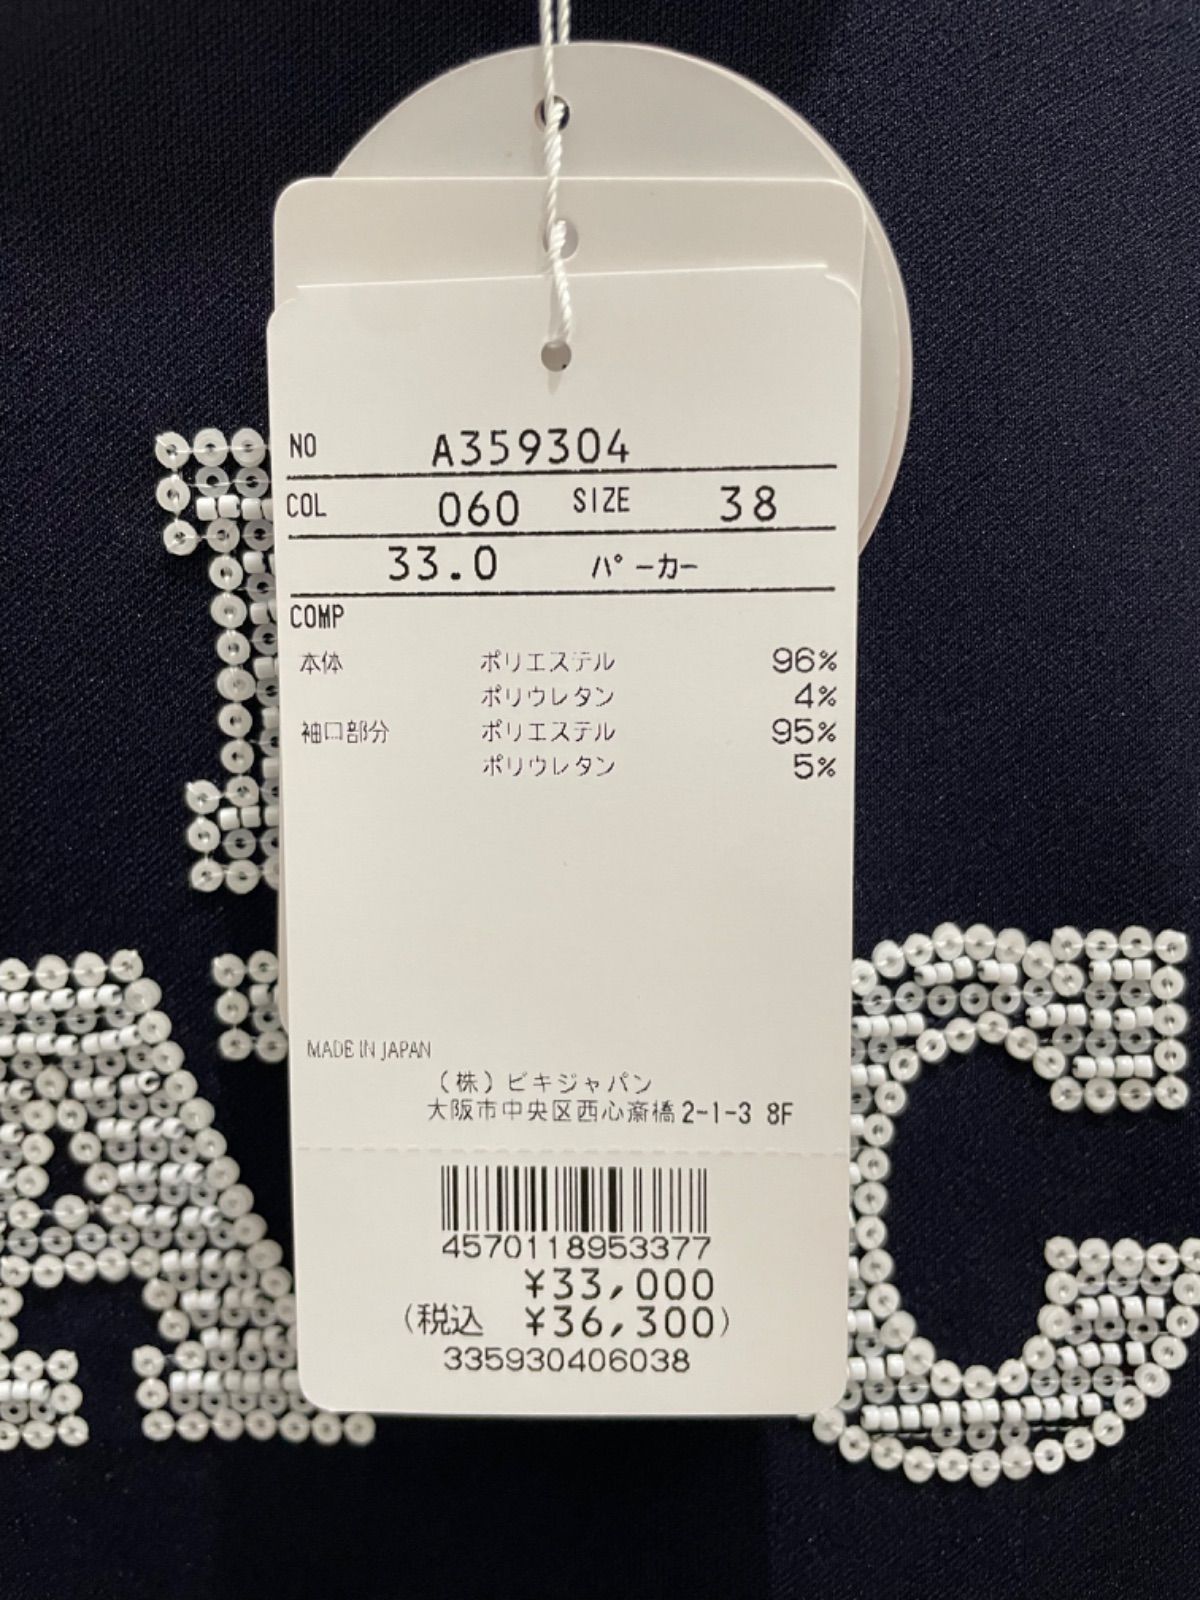 NO A359304
COL 060 SIZE 38
33.0 パーカー
COMP
本体 ポリエステル 96%
ポリウレタン 4%
袖口部分 ポリエステル 95%
ポリウレタン 5%
MADE IN JAPAN
（株）ビキジャパン
大阪市中央区西心斎橋2-1-3 8F
4570118953377
¥33,000
(税込 ¥36,300)
335930406038
1
A
G